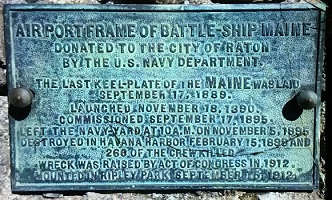 AIR PORT FRAME OF BATTLE-SHIP MAINE
DONATED TO THE CITY OF RATON
BY THE U.S. NAVY DEPARTMENT.
THE LAST KEEL-PLATE OF THE MAINE WAS LAID
SEPTEMBER 17, 1889.
LAUNCHED NOVEMBER 18, 1890.
COMMISSIONED SEPTEMBER 17, 1895.
LEFT THE NAVY YARD AT 10 A.M. ON NOVEMBER 5, 1895
DESTROYED IN HAVANA HARBOR FEBRUARY 15, 1898 AND
266 OF THE CREW KILLED
WRECK WAS RAISED BY ACT OF CONGRESS IN 1912.
MOUNTED IN RIPLEY PARK SEPTEMBER 1912.